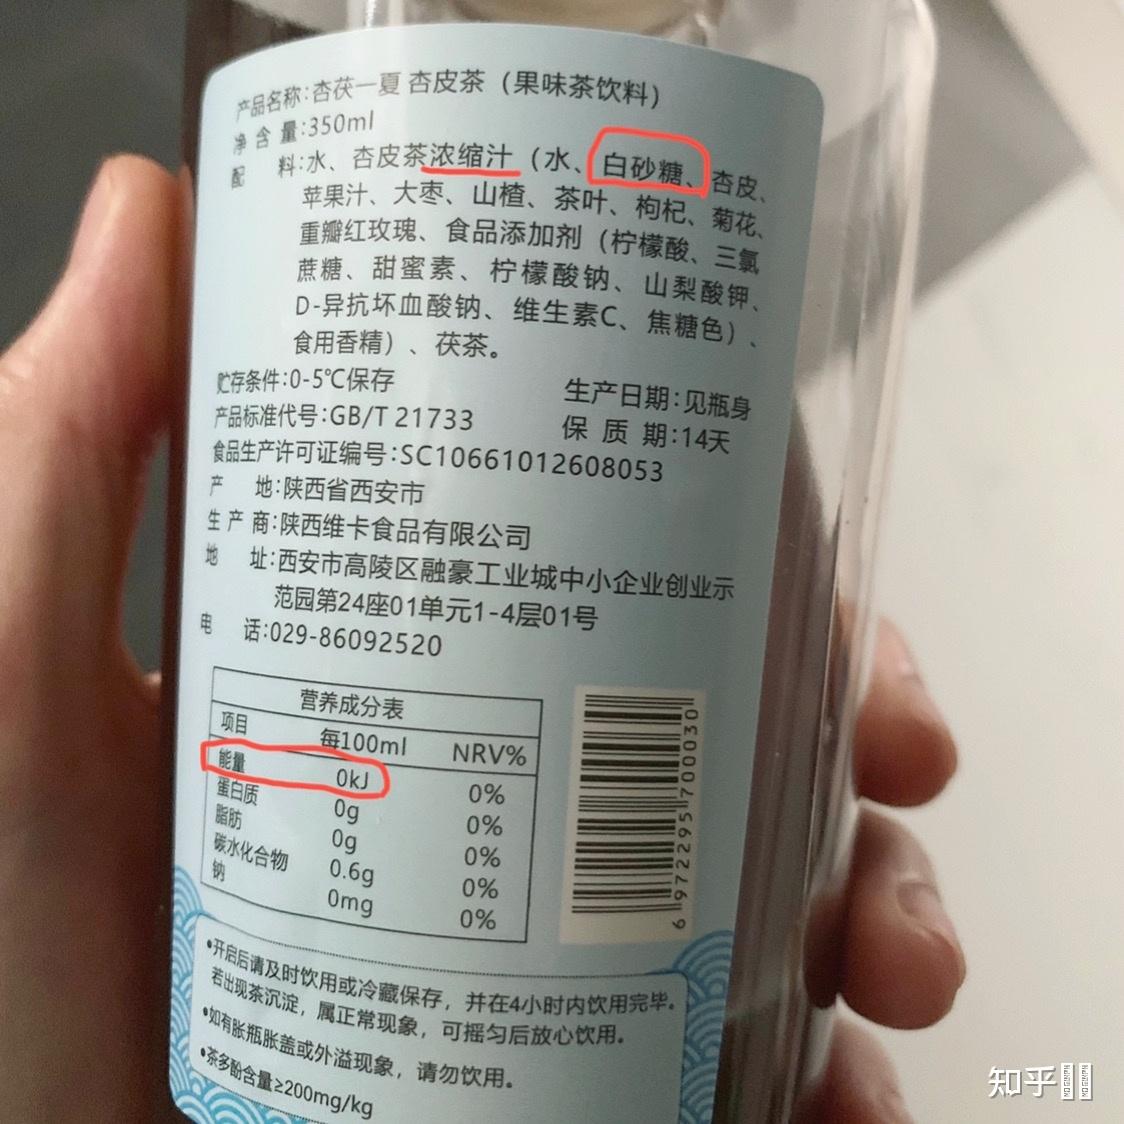 产品名称:杏茯一夏 杏皮茶（果味茶饮料）
净含量:350ml
配料:水、杏皮茶浓缩汁（水、白砂糖、杏皮、
苹果汁、大枣、山楂、茶叶、枸杞、菊花、
重瓣红玫瑰、食品添加剂（柠檬酸、三氯
蔗糖、甜蜜素、柠檬酸钠、山梨酸钾、
D-异抗坏血酸钠、维生素C、焦糖色）、
食用香精）、茯茶。
贮存条件:0-5℃保存 生产日期:见瓶身
产品标准代号:GB/T 21733 保质期:14天
食品生产许可证编号:SC10661012608053
产地:陕西省西安市
生产商:陕西维卡食品有限公司
地址:西安市高陵区融豪工业城中小企业创业示
范园第24座01单元1-4层01号
电话:029-86092520
营养成分表
项目 每100ml NRV%
能量 0kJ 0%
蛋白质 0g 0%
脂肪 0g 0%
碳水化合物 0.6g 0%
钠 0mg 0%
6972295700030
•开启后请及时饮用或冷藏保存，并在4小时内饮用完毕。
若出现茶沉淀，属正常现象，可摇匀后放心饮用。
•如有胀瓶胀盖或外溢现象，请勿饮用。
•茶多酚含量≥200mg/kg
知乎